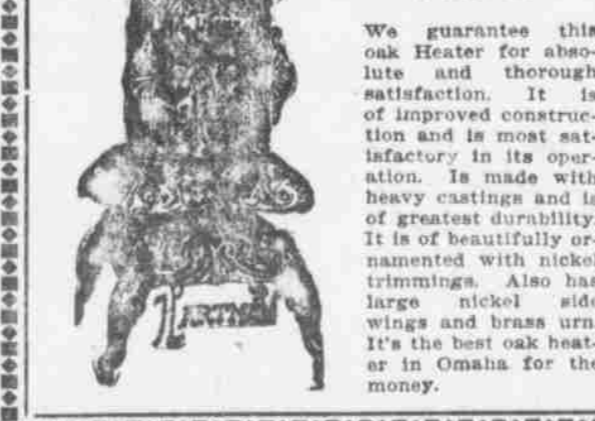 We guarantee this
oak Heater for abso-
lute and thorough
satisfaction. It is
of improved construc-
tion and is most sat-
isfactory in its oper-
ation. Is made with
heavy castings and is
of greatest durability.
It is of beautifully or-
namented with nickel
trimmings. Also has
large nickel side
wings and brass urn.
It's the best oak heat-
er in Omaha for the
money.
HARTMAN